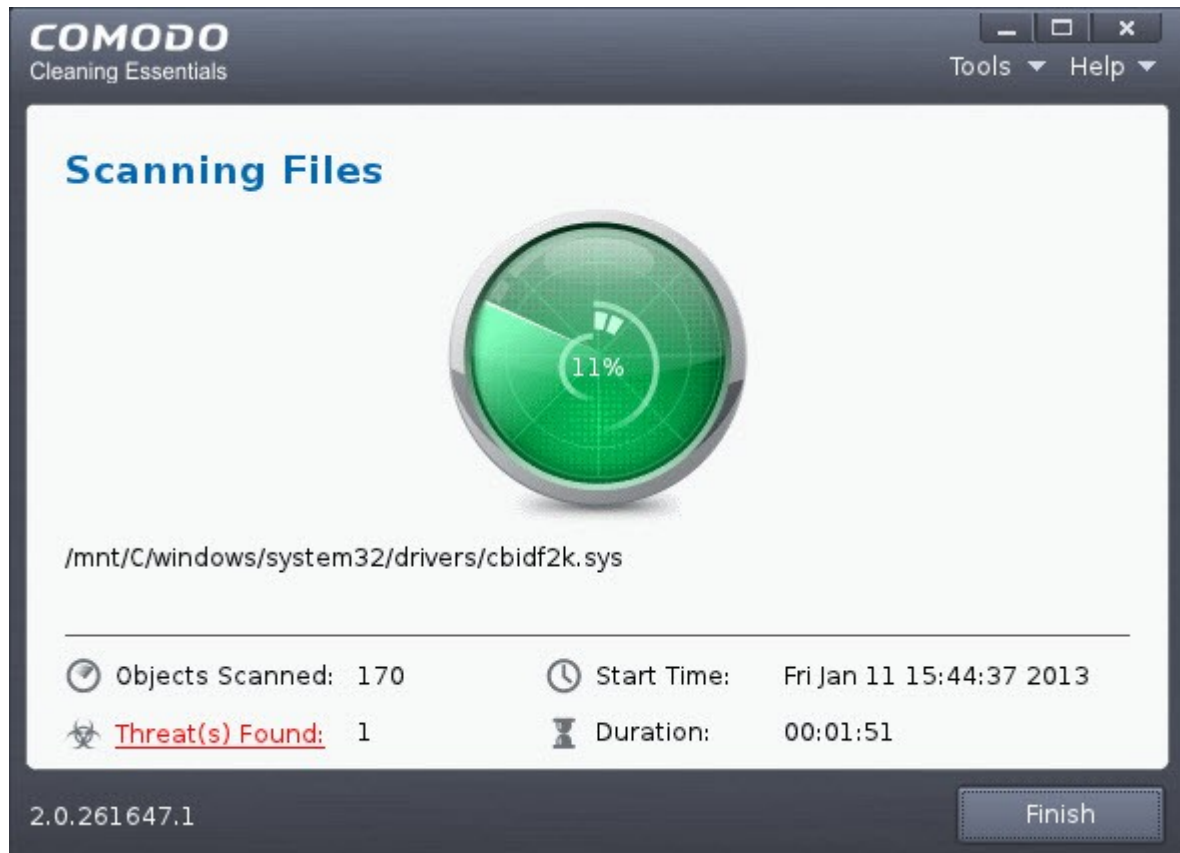 COMODO
Cleaning Essentials
Tools Help
Scanning Files
11%
/mnt/C/windows/system32/drivers/cbidf2k.sys
Objects Scanned: 170
Start Time: Fri Jan 11 15:44:37 2013
Threat(s) Found: 1
Duration: 00:01:51
2.0.261647.1
Finish